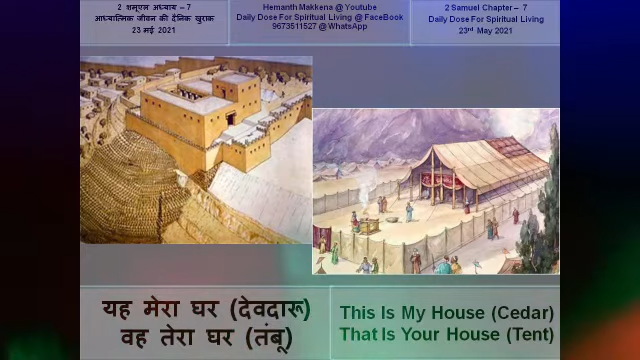 2 शमूएल अध्याय – 7
आध्यात्मिक जीवन की दैनिक खुराक
23 मई 2021
Hemanth Makkena @ Youtube
Daily Dose For Spiritual Living @ FaceBook
9673511527 @ WhatsApp
2 Samuel Chapter – 7
Daily Dose For Spiritual Living
23rd May 2021
यह मेरा घर (देवदारू)
वह तेरा घर (तंबू)
This Is My House (Cedar)
That Is Your House (Tent)